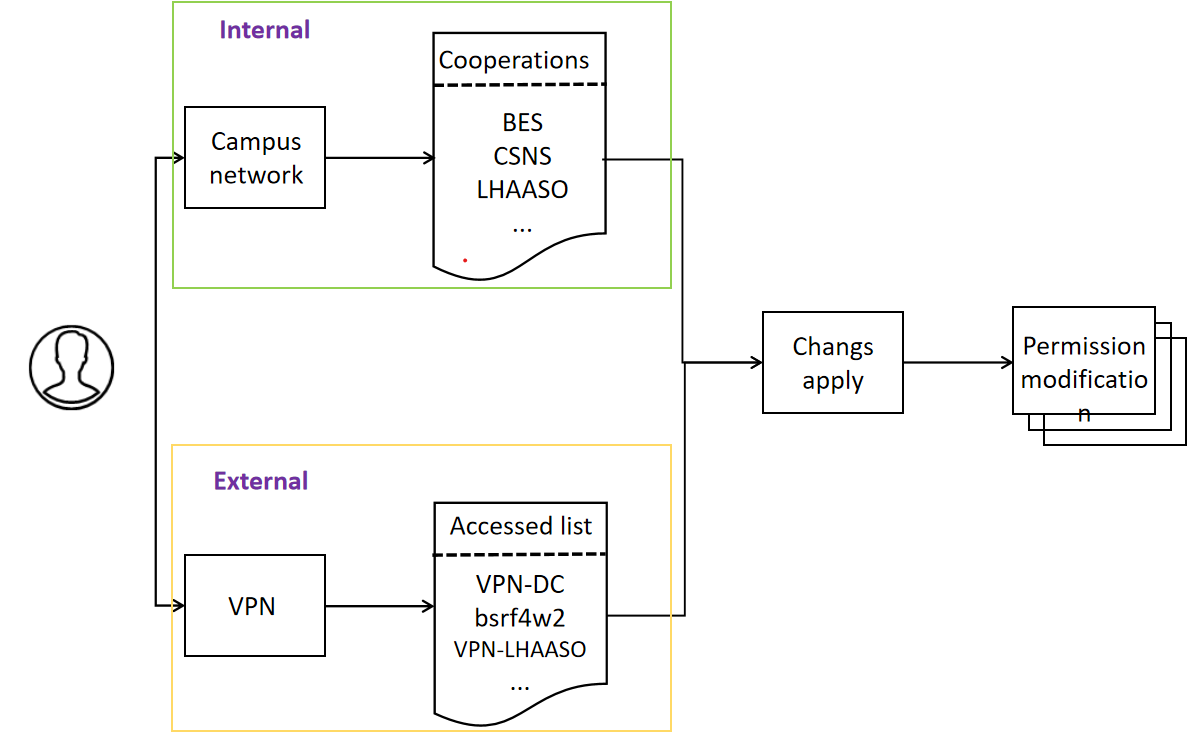 Internal
Cooperations
BES
CSNS
LHAASO
...
Campus
network
Changs
apply
Permission
modificatio
n
External
Accessed list
VPN-DC
bsrf4w2
VPN-LHAASO
...
VPN